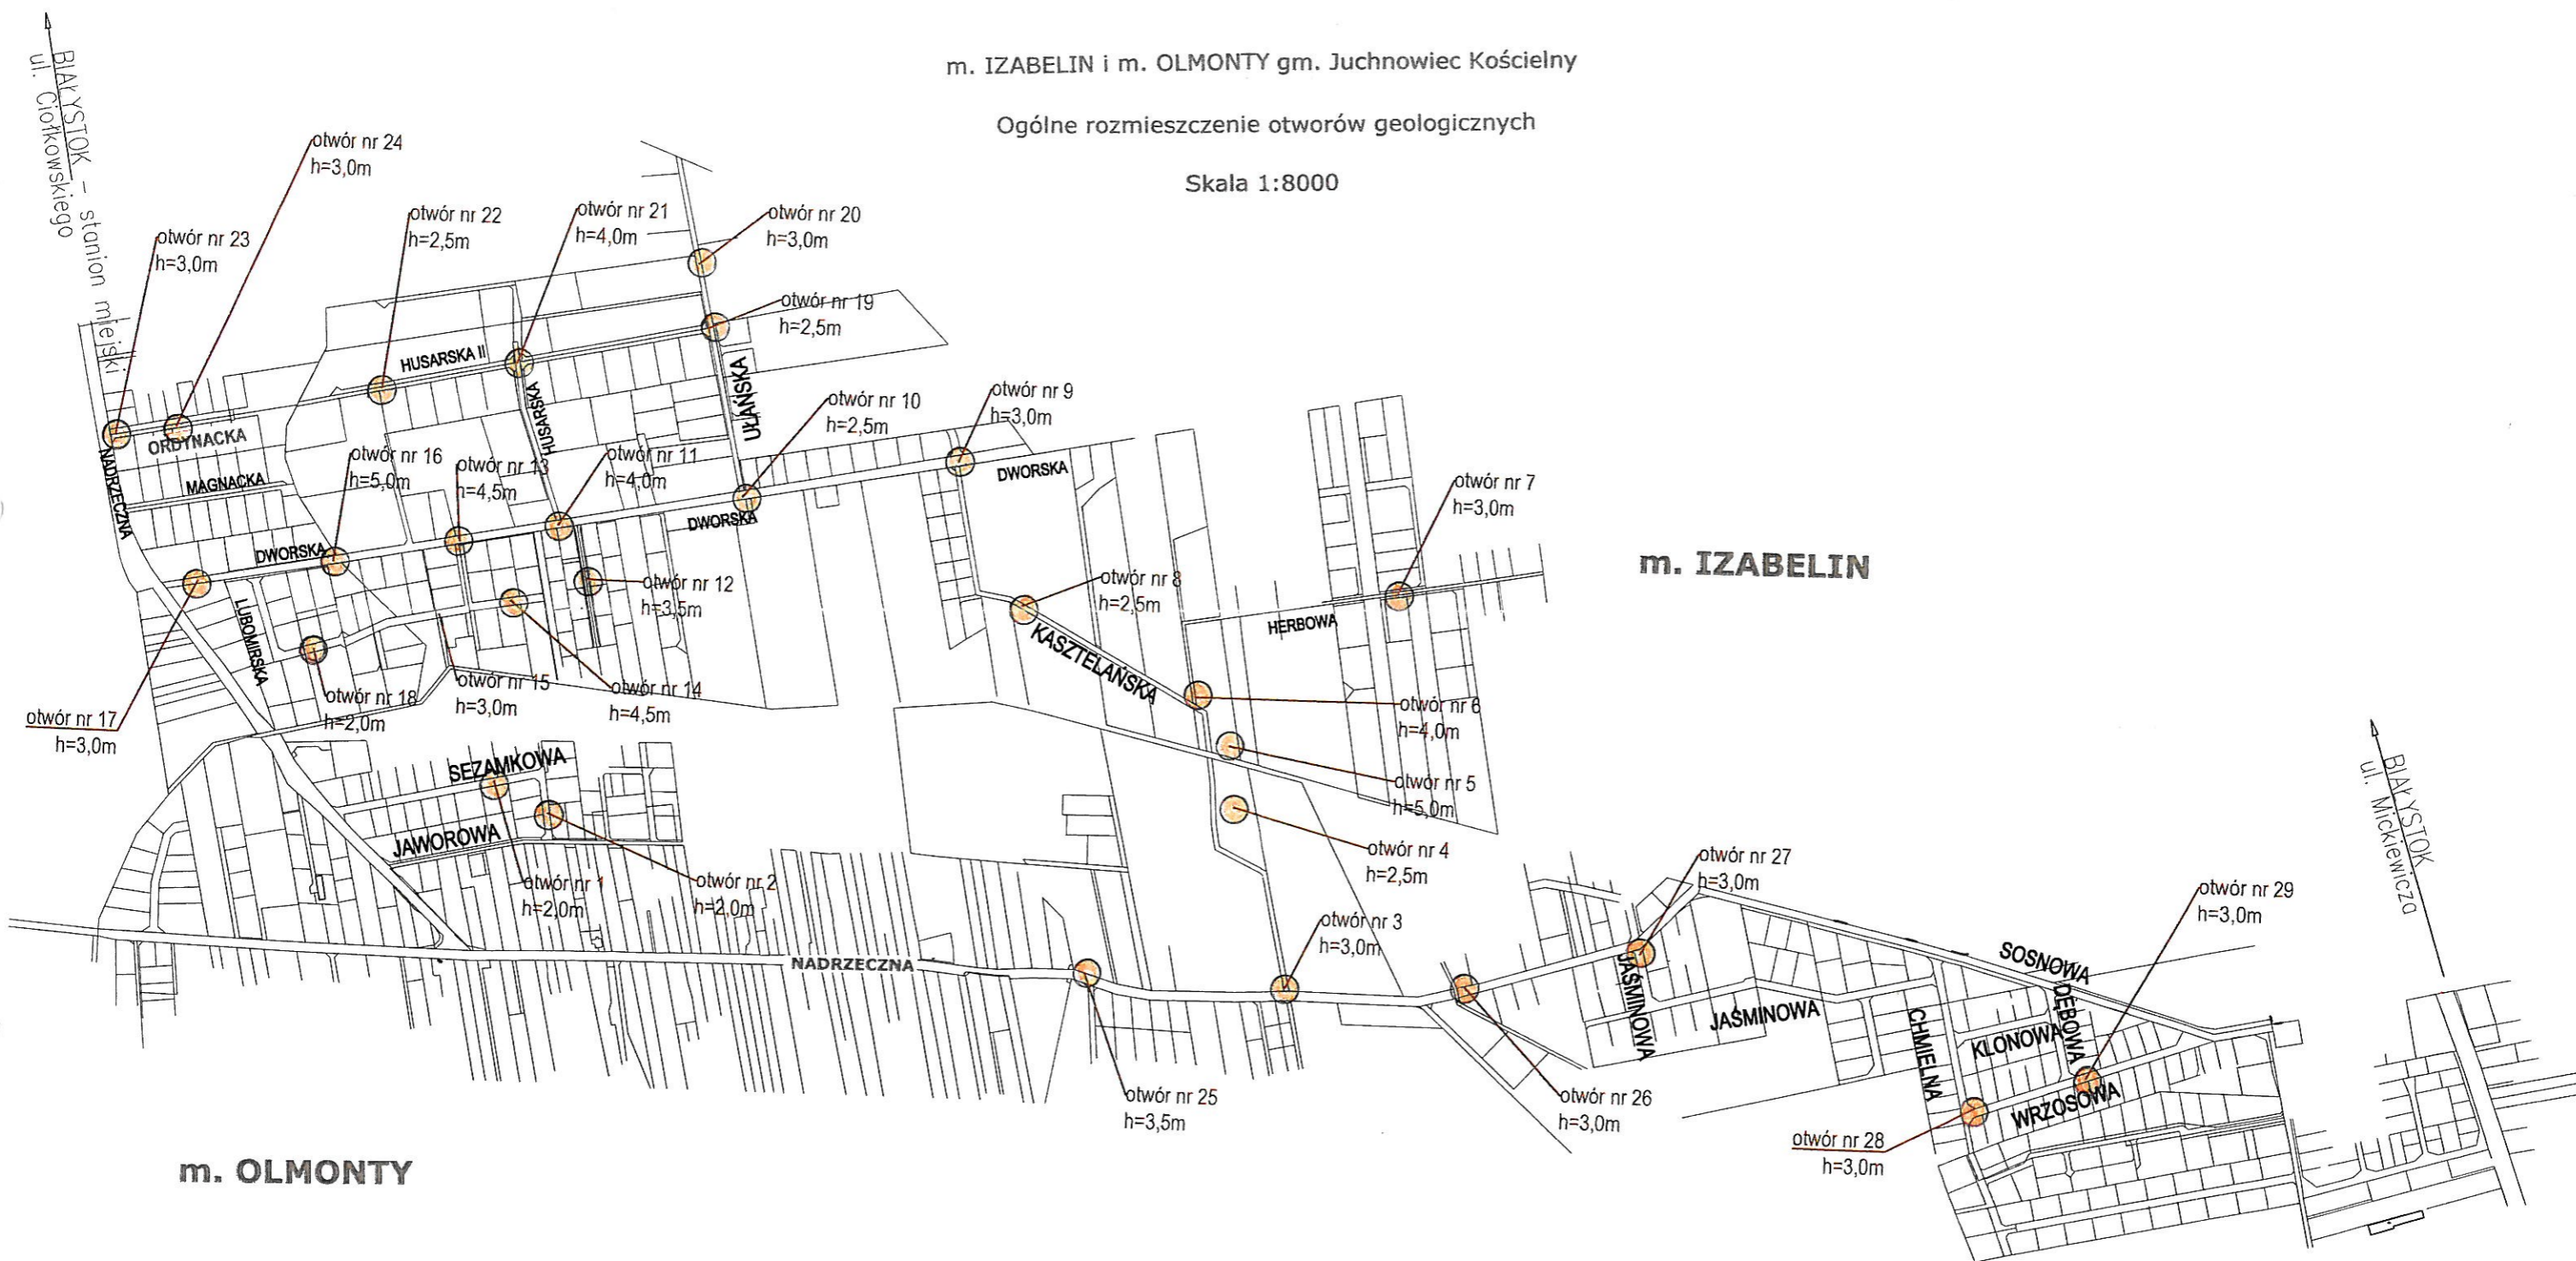 m. IZABELIN i m. OLMONTY gm. Juchnowiec Kościelny
Ogólne rozmieszczenie otworów geologicznych
Skala 1:8000
BIAŁYSTOK - stanion miejski
ul. Ciołkowskiego
otwór nr 24
h=3,0m
otwór nr 23
h=3,0m
otwór nr 22
h=2,5m
otwór nr 21
h=4,0m
otwór nr 20
h=3,0m
otwór nr 19
h=2,5m
HUSARSKA II
HUSARSKA
UŁAŃSKA
otwór nr 10
h=2,5m
otwór nr 9
h=3,0m
ORDYNACKA
NADRZECZNA
MAGNACKA
otwór nr 16
h=5,0m
otwór nr 13
h=4,5m
otwór nr 11
h=4,0m
DWORSKA
DWORSKA
DWORSKA
otwór nr 7
h=3,0m
m. IZABELIN
otwór nr 12
h=3,5m
otwór nr 8
h=2,5m
HERBOWA
KASZTELAŃSKA
LUBOMIRSKA
otwór nr 17
h=3,0m
otwór nr 18
h=2,0m
otwór nr 15
h=3,0m
otwór nr 14
h=4,5m
otwór nr 6
h=4,0m
otwór nr 5
h=5,0m
SEZAMKOWA
JAWOROWA
otwór nr 1
h=2,0m
otwór nr 2
h=2,0m
otwór nr 4
h=2,5m
otwór nr 3
h=3,0m
otwór nr 27
h=3,0m
otwór nr 29
h=3,0m
BIAŁYSTOK
ul. Mickiewicza
NADRZECZNA
SOSNOWA
JAŚMINOWA
JAŚMINOWA
CHMIELNA
KLONOWA
DĘBOWA
WRZOSOWA
otwór nr 25
h=3,5m
otwór nr 26
h=3,0m
otwór nr 28
h=3,0m
m. OLMONTY